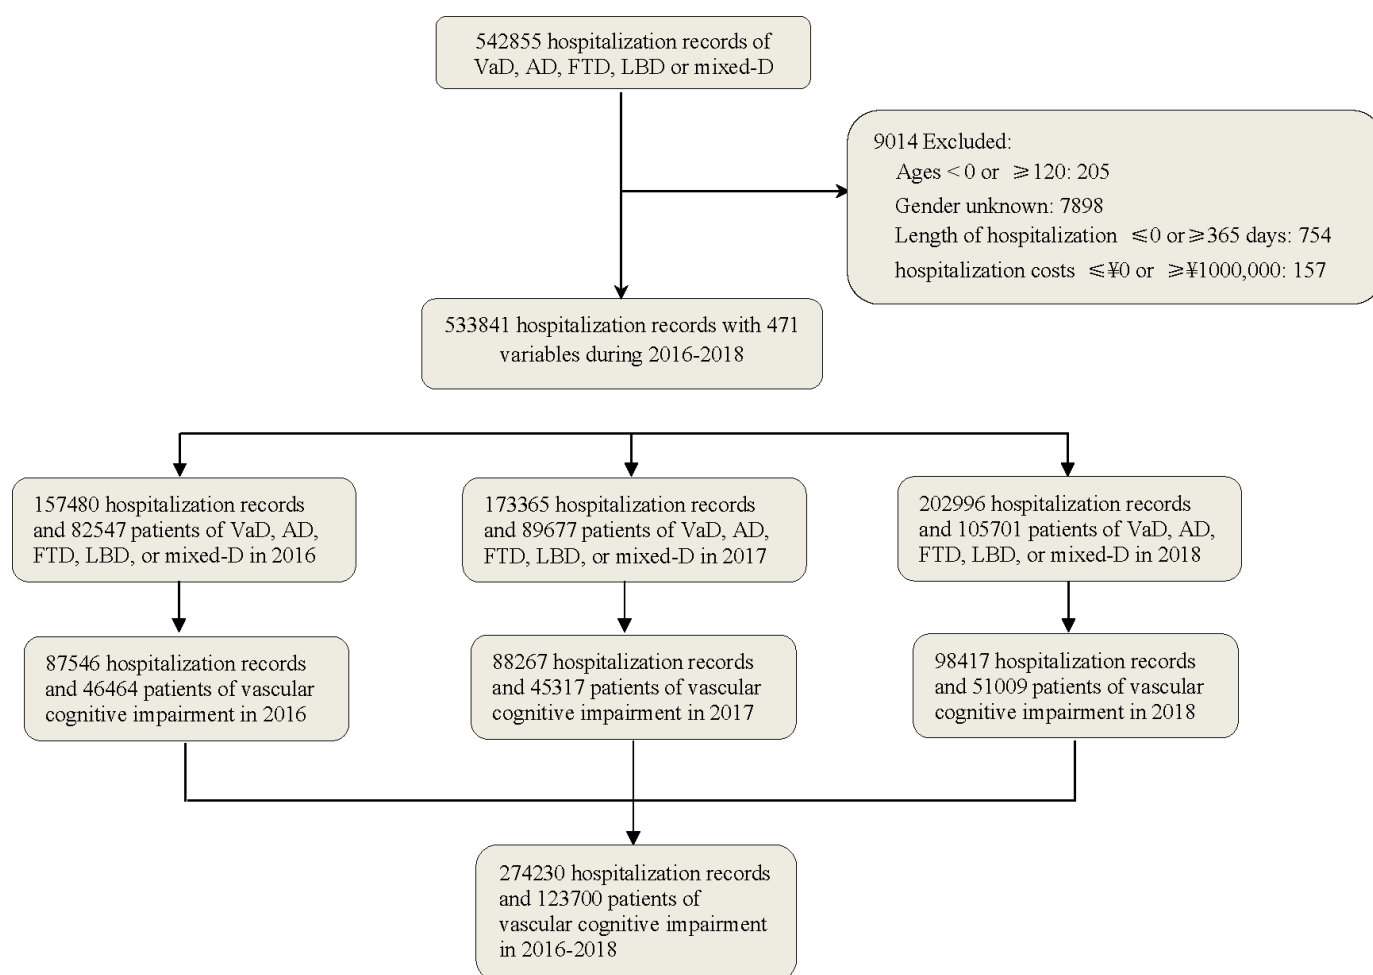 542855 hospitalization records of
VaD, AD, FTD, LBD or mixed-D
9014 Excluded:
Ages < 0 or ≥120: 205
Gender unknown: 7898
Length of hospitalization ≤0 or≥365 days: 754
hospitalization costs ≤¥0 or ≥¥1000,000: 157
533841 hospitalization records with 471
variables during 2016-2018
157480 hospitalization records
and 82547 patients of VaD, AD,
FTD, LBD, or mixed-D in 2016
173365 hospitalization records
and 89677 patients of VaD, AD,
FTD, LBD, or mixed-D in 2017
202996 hospitalization records
and 105701 patients of VaD, AD,
FTD, LBD, or mixed-D in 2018
87546 hospitalization records
and 46464 patients of vascular
cognitive impairment in 2016
88267 hospitalization records
and 45317 patients of vascular
cognitive impairment in 2017
98417 hospitalization records
and 51009 patients of vascular
cognitive impairment in 2018
274230 hospitalization records
and 123700 patients of
vascular cognitive impairment
in 2016-2018